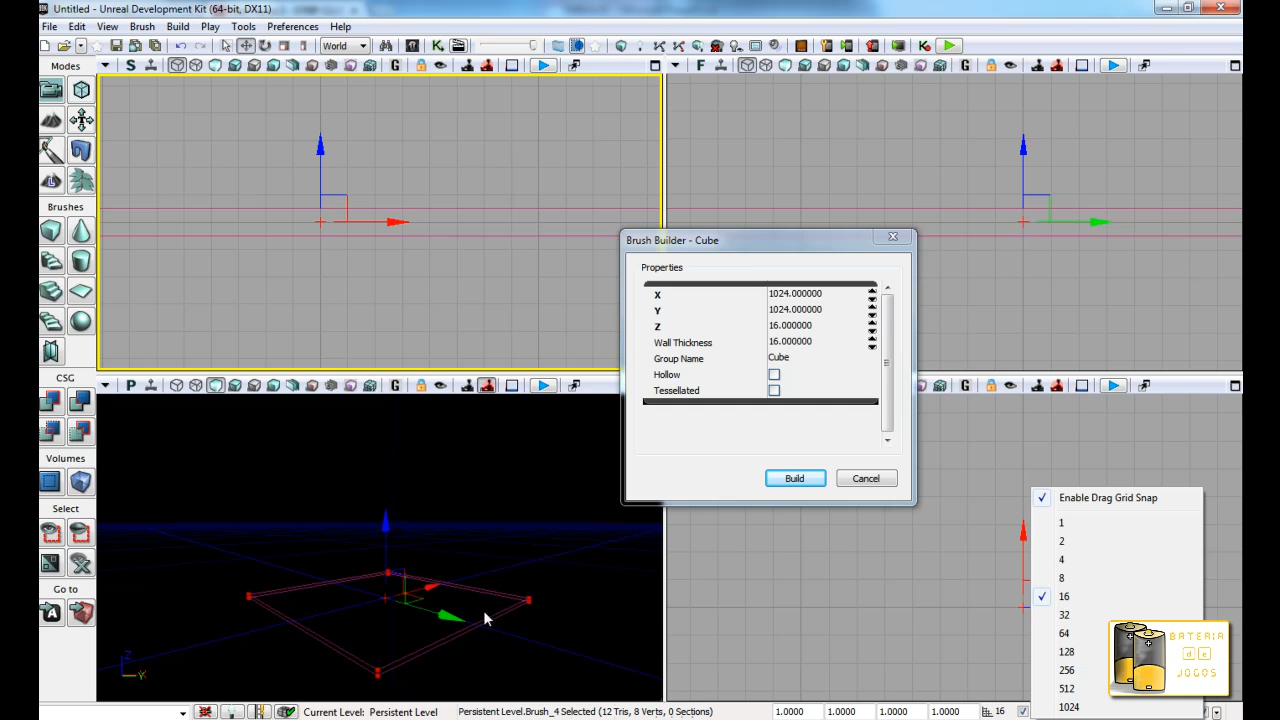 Untitled - Unreal Development Kit (64-bit, DX11)
File Edit View Brush Build Play Tools Preferences Help
World
Modes
S
G
F
G
Brushes
Brush Builder - Cube
Properties
X 1024.000000
Y 1024.000000
Z 16.000000
Wall Thickness 16.000000
Group Name Cube
Hollow
Tessellated
Build Cancel
CSG
P
G
G
Volumes
Select
Go to
Enable Drag Grid Snap
1
2
4
8
16
32
64
128
256
512
1024
Z
Y
BATERIA
de
JOGOS
Current Level: Persistent Level Persistent Level.Brush_4 Selected (12 Tris, 8 Verts, 0 Sections) 1.0000 1.0000 1.0000 1.0000 16